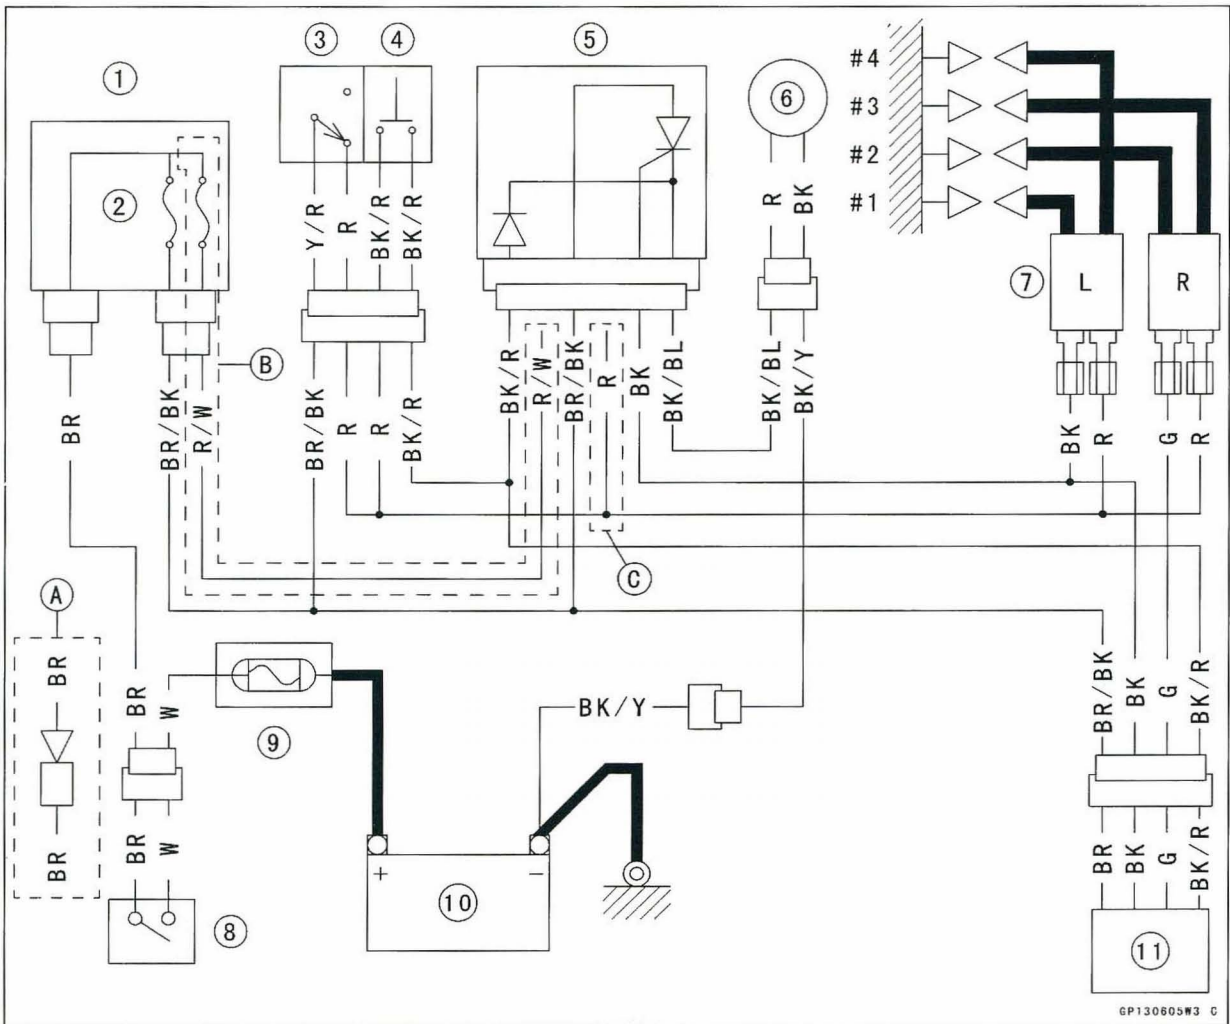 1
2
3
4
5
6
#4
#3
#2
#1
7
L
R
Y/R
R
BK/R
BK/R
R
BK
B
BR
BR/BK
R/W
BR/BK
R
R
BK/R
BK/R
R/W
BR/BK
R
BK
BK/BL
BK/BL
BK/Y
BK
R
G
R
A
C
BR
BR
W
9
BK/Y
BR/BK
BK
G
BK/R
BR
BR
W
8
+
−
10
BR
BK
G
BK/R
11
GP130605W3 C